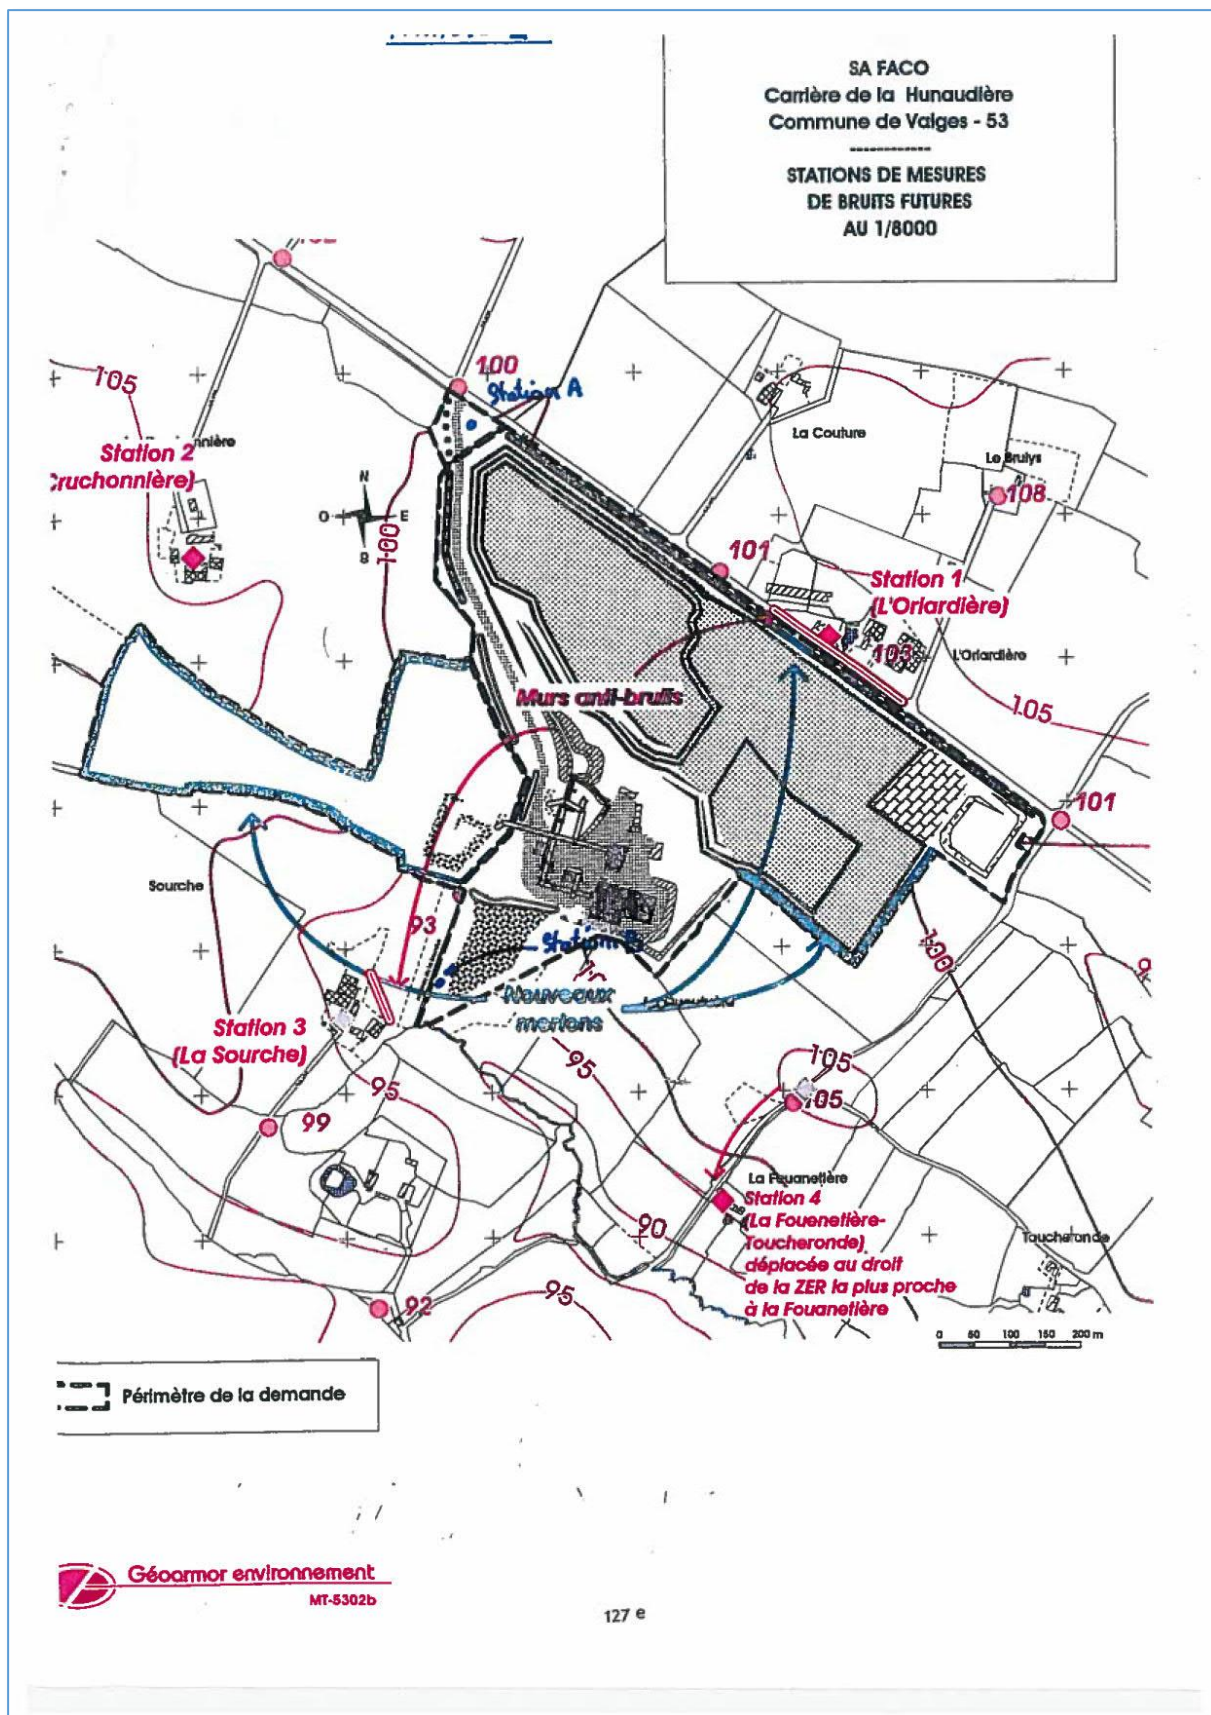 SA FACO
Carrière de la Hunaudière
Commune de Vaiges - 53
STATIONS DE MESURES
DE BRUITS FUTURES
AU 1/8000
100
Station A
105
La Couture
Station 2
Cruchonnière)
nnière
Le Brulys
108
N
O
E
S
100
101
Station 1
(L'Orlardière)
103
L'Orlardière
105
Murs anti-bruits
101
Sourche
93
Station B
100
Nouveaux
merlons
Station 3
(La Sourche)
95
105
105
95
99
La Fouanetière
Station 4
(La Fouenetière-
Toucheronde)
déplacée au droit
de la ZER la plus proche
à la Fouanetière
90
Toucheronde
95
92
0 50 100 150 200 m
Périmètre de la demande
Géoarmor environnement
MT-5302b
127 e